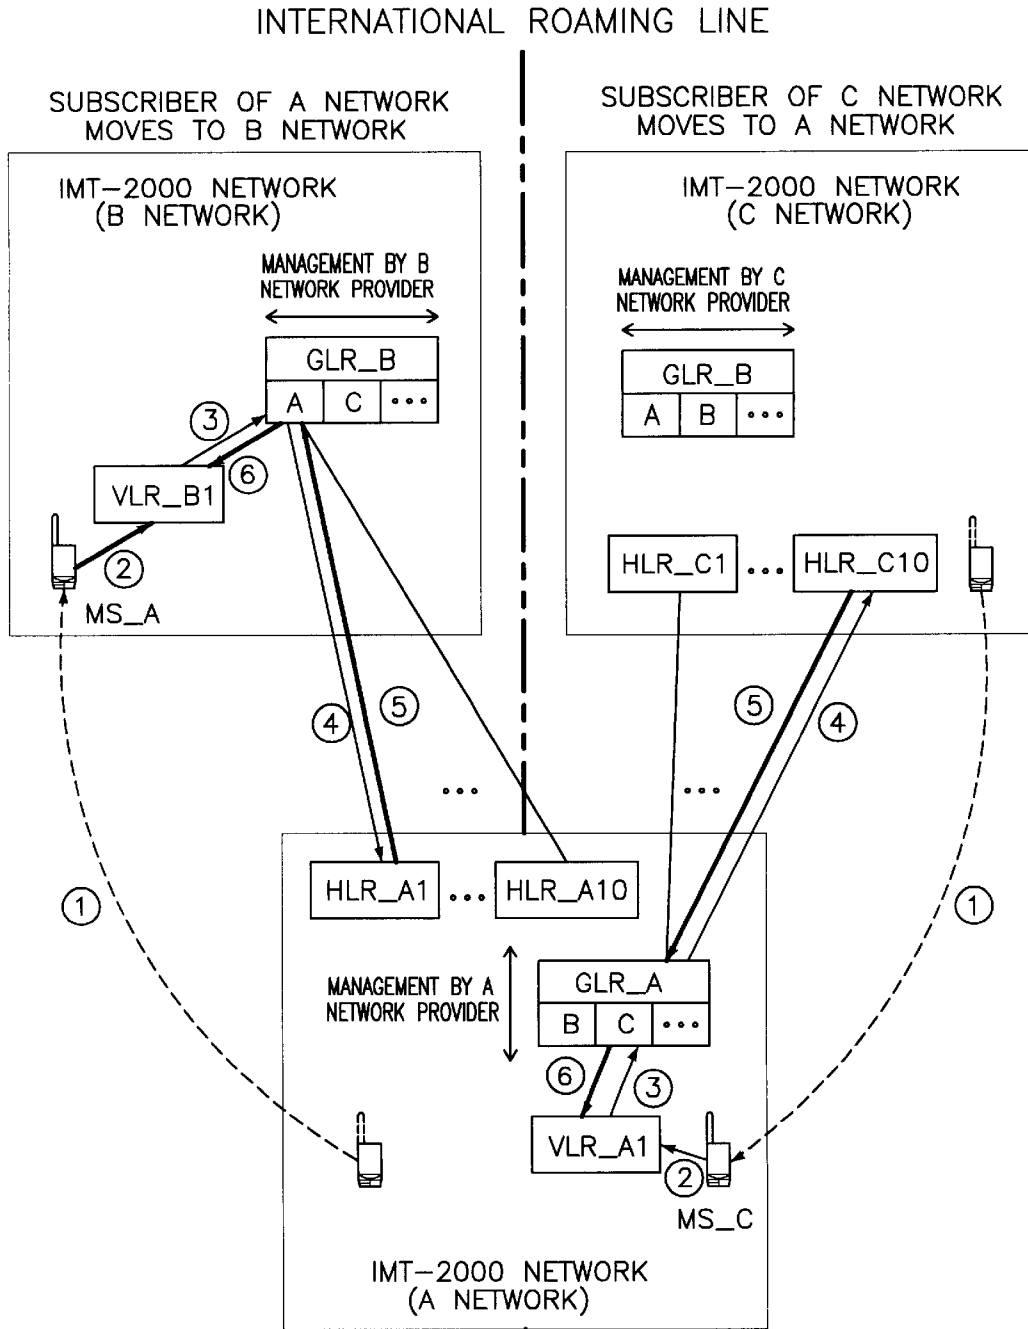 INTERNATIONAL ROAMING LINE
SUBSCRIBER OF A NETWORK
MOVES TO B NETWORK
SUBSCRIBER OF C NETWORK
MOVES TO A NETWORK
IMT-2000 NETWORK
(B NETWORK)
MANAGEMENT BY B
NETWORK PROVIDER
GLR_B
A C •••
3
6
VLR_B1
2
MS_A
IMT-2000 NETWORK
(C NETWORK)
MANAGEMENT BY C
NETWORK PROVIDER
GLR_B
A B •••
HLR_C1 ••• HLR_C10
4
5
•••
5
4
•••
1
1
HLR_A1 ••• HLR_A10
MANAGEMENT BY A
NETWORK PROVIDER
GLR_A
B C •••
6
3
VLR_A1
2
MS_C
IMT-2000 NETWORK
(A NETWORK)